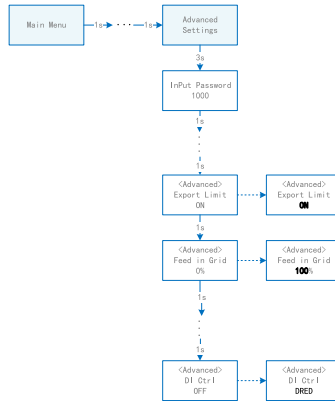 Main Menu
1s
1s
Advanced
Settings
3s
InPut Password
1000
1s
1s
<Advanced>
Export Limit
ON
<Advanced>
Export Limit
ON
1s
<Advanced>
Feed in Grid
0%
<Advanced>
Feed in Grid
100%
1s
1s
<Advanced>
DI Ctrl
OFF
<Advanced>
DI Ctrl
DRED